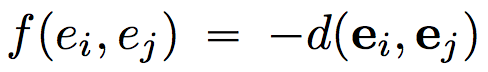 f(e_i, e_j) = −d(𝐞_i, 𝐞_j)